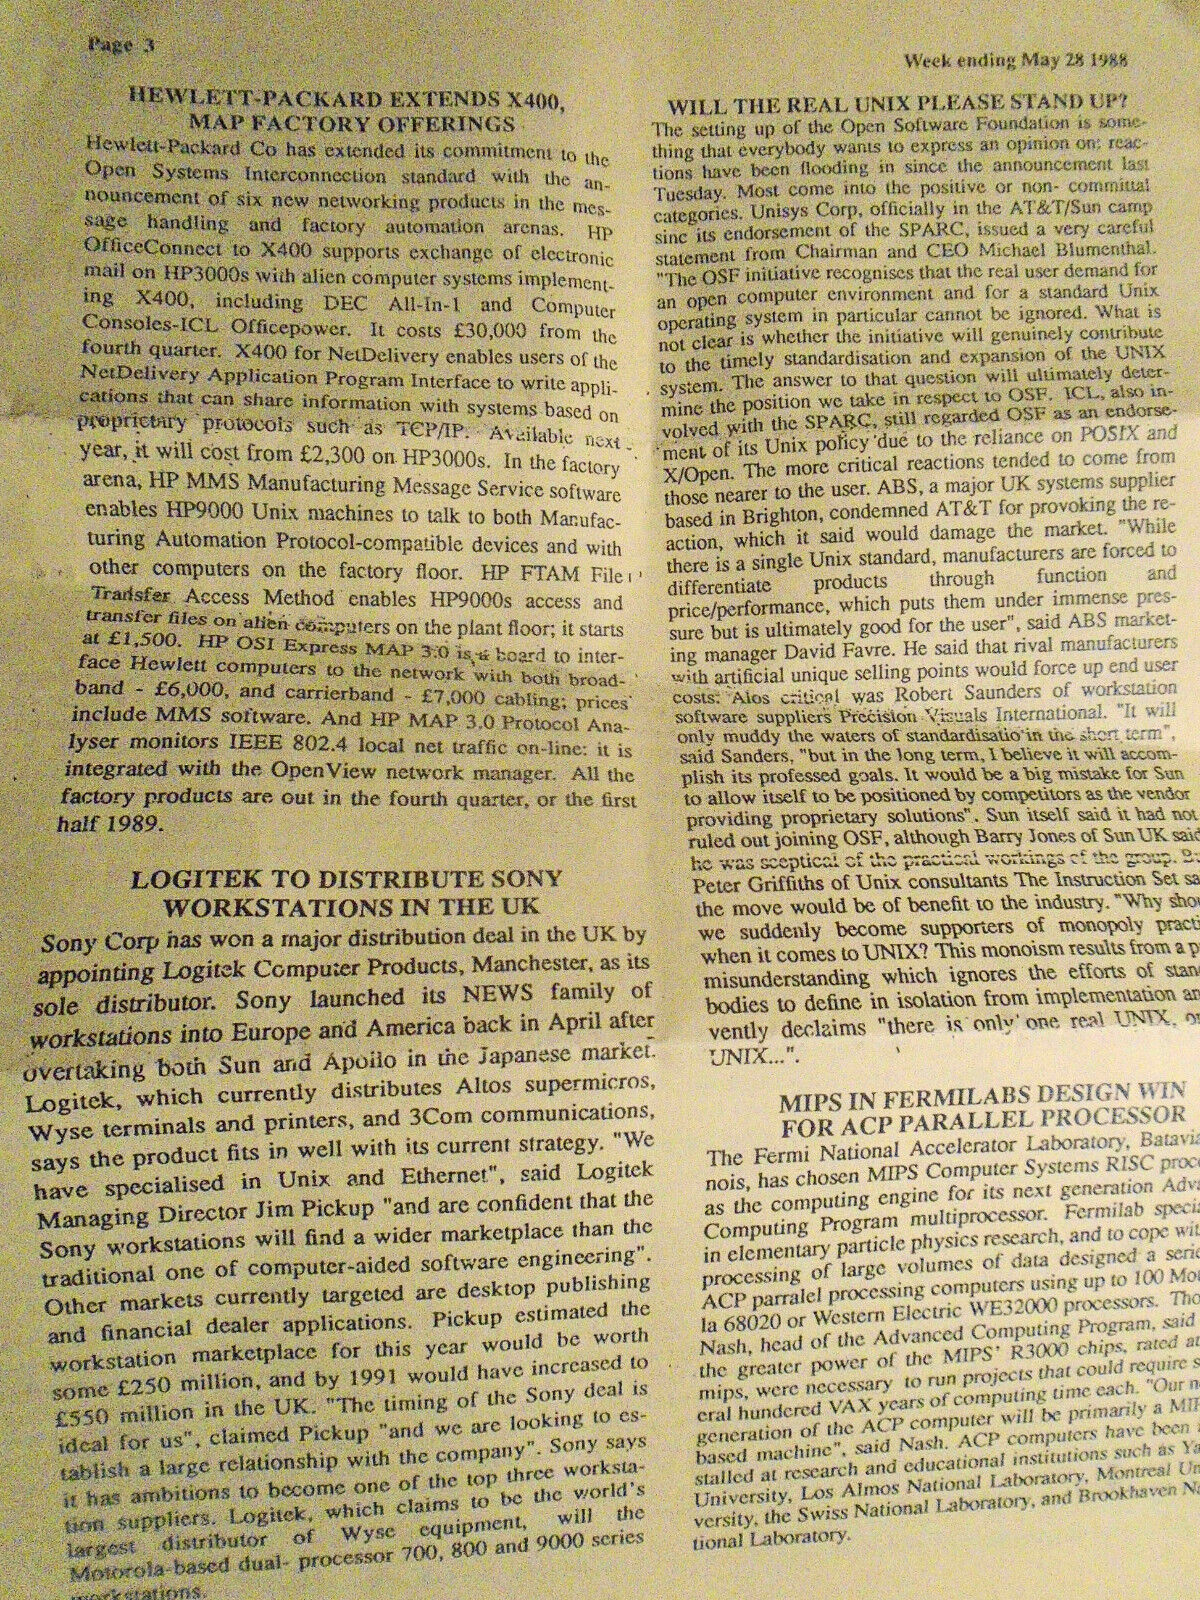 Page 3
Week ending May 28 1988
HEWLETT-PACKARD EXTENDS X400,
MAP FACTORY OFFERINGS
Hewlett-Packard Co has extended its commitment to the
Open Systems Interconnection standard with the an-
nouncement of six new networking products in the mes-
sage handling and factory automation arenas. HP
OfficeConnect to X400 supports exchange of electronic
mail on HP3000s with alien computer systems implement-
ing X400, including DEC All-In-1 and Computer
Consoles-ICL Officepower. It costs £30,000 from the
fourth quarter. X400 for NetDelivery enables users of the
NetDelivery Application Program Interface to write appli-
cations that can share information with systems based on
proprietary protocols such as TCP/IP. Available next
year, it will cost from £2,300 on HP3000s. In the factory
arena, HP MMS Manufacturing Message Service software
enables HP9000 Unix machines to talk to both Manufac-
turing Automation Protocol-compatible devices and with
other computers on the factory floor. HP FTAM File
Transfer Access Method enables HP9000s access and
transfer files on alien computers on the plant floor; it starts
at £1,500. HP OSI Express MAP 3.0 is a board to inter-
face Hewlett computers to the network with both broad-
band - £6,000, and carrierband - £7,000 cabling; prices
include MMS software. And HP MAP 3.0 Protocol Ana-
lyser monitors IEEE 802.4 local net traffic on-line: it is
integrated with the OpenView network manager. All the
factory products are out in the fourth quarter, or the first
half 1989.
LOGITEK TO DISTRIBUTE SONY
WORKSTATIONS IN THE UK
Sony Corp has won a major distribution deal in the UK by
appointing Logitek Computer Products, Manchester, as its
sole distributor. Sony launched its NEWS family of
workstations into Europe and America back in April after
overtaking both Sun and Apollo in the Japanese market.
Logitek, which currently distributes Altos supermicros,
Wyse terminals and printers, and 3Com communications,
says the product fits in well with its current strategy. "We
have specialised in Unix and Ethernet", said Logitek
Managing Director Jim Pickup "and are confident that the
Sony workstations will find a wider marketplace than the
traditional one of computer-aided software engineering".
Other markets currently targeted are desktop publishing
and financial dealer applications. Pickup estimated the
workstation marketplace for this year would be worth
some £250 million, and by 1991 would have increased to
£550 million in the UK. "The timing of the Sony deal is
ideal for us", claimed Pickup "and we are looking to es-
tablish a large relationship with the company". Sony says
it has ambitions to become one of the top three worksta-
tion suppliers. Logitek, which claims to be the world's
largest distributor of Wyse equipment, will the
Motorola-based dual- processor 700, 800 and 9000 series
workstations.
WILL THE REAL UNIX PLEASE STAND UP?
The setting up of the Open Software Foundation is some-
thing that everybody wants to express an opinion on: reac-
tions have been flooding in since the announcement last
Tuesday. Most come into the positive or non- committal
categories. Unisys Corp, officially in the AT&T/Sun camp
sinc its endorsement of the SPARC, issued a very careful
statement from Chairman and CEO Michael Blumenthal.
"The OSF initiative recognises that the real user demand for
an open computer environment and for a standard Unix
operating system in particular cannot be ignored. What is
not clear is whether the initiative will genuinely contribute
to the timely standardisation and expansion of the UNIX
system. The answer to that question will ultimately deter-
mine the position we take in respect to OSF. ICL, also in-
volved with the SPARC, still regarded OSF as an endorse-
ment of its Unix policy due to the reliance on POSIX and
X/Open. The more critical reactions tended to come from
those nearer to the user. ABS, a major UK systems supplier
based in Brighton, condemned AT&T for provoking the re-
action, which it said would damage the market. "While
there is a single Unix standard, manufacturers are forced to
differentiate products through function and
price/performance, which puts them under immense pres-
sure but is ultimately good for the user", said ABS market-
ing manager David Favre. He said that rival manufacturers
with artificial unique selling points would force up end user
costs. Alos critical was Robert Saunders of workstation
software suppliers Precision Visuals International. "It will
only muddy the waters of standardisatio in the short term",
said Sanders, "but in the long term, I believe it will accom-
plish its professed goals. It would be a big mistake for Sun
to allow itself to be positioned by competitors as the vendor
providing proprietary solutions". Sun itself said it had not
ruled out joining OSF, although Barry Jones of Sun UK said
he was sceptical of the practical workings of the group.
Peter Griffiths of Unix consultants The Instruction Set sa
the move would be of benefit to the industry. "Why shou
we suddenly become supporters of monopoly practi
when it comes to UNIX? This monoism results from a p
misunderstanding which ignores the efforts of stan
bodies to define in isolation from implementation an
vently declaims "there is only one real UNIX, o
UNIX...".
MIPS IN FERMILABS DESIGN WIN
FOR ACP PARALLEL PROCESSOR
The Fermi National Accelerator Laboratory, Batavia
nois, has chosen MIPS Computer Systems RISC proc
as the computing engine for its next generation Adva
Computing Program multiprocessor. Fermilab specia
in elementary particle physics research, and to cope wit
processing of large volumes of data designed a serie
ACP parralel processing computers using up to 100 Mo
la 68020 or Western Electric WE32000 processors. Tho
Nash, head of the Advanced Computing Program, said
the greater power of the MIPS' R3000 chips, rated at
mips, were necessary to run projects that could require s
eral hundred VAX years of computing time each. "Our n
generation of the ACP computer will be primarily a MIP
based machine", said Nash. ACP computers have been
stalled at research and educational institutions such as Ya
University, Los Almos National Laboratory, Montreal Un
versity, the Swiss National Laboratory, and Brookhaven Na
tional Laboratory.